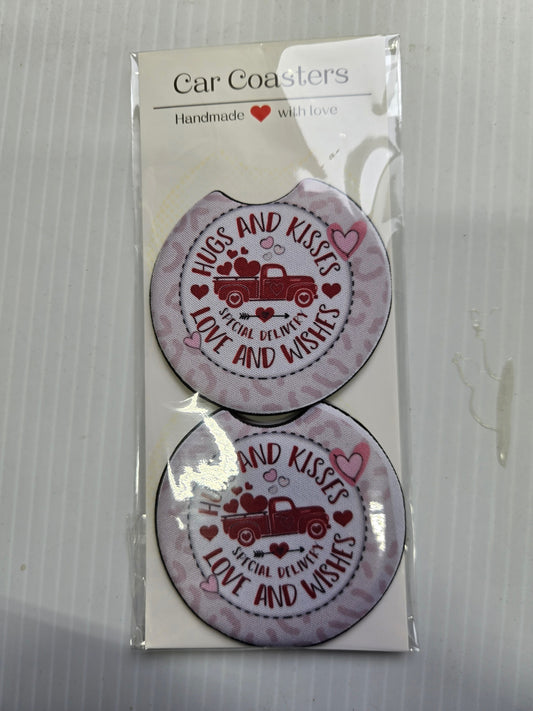 Car Coasters
Handmade ❤ with love
HUGS AND KISSES
SPECIAL DELIVERY
LOVE AND WISHES
HUGS AND KISSES
SPECIAL DELIVERY
LOVE AND WISHES